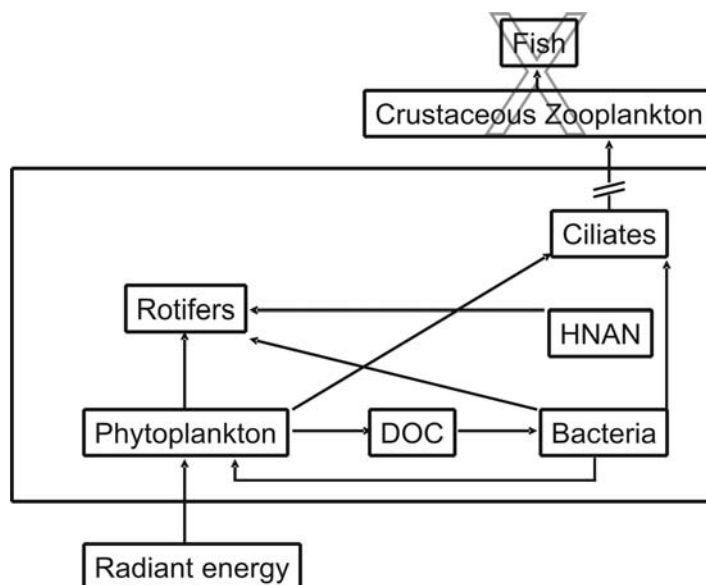 Fish
Crustaceous Zooplankton
Ciliates
Rotifers
HNAN
Phytoplankton
DOC
Bacteria
Radiant energy